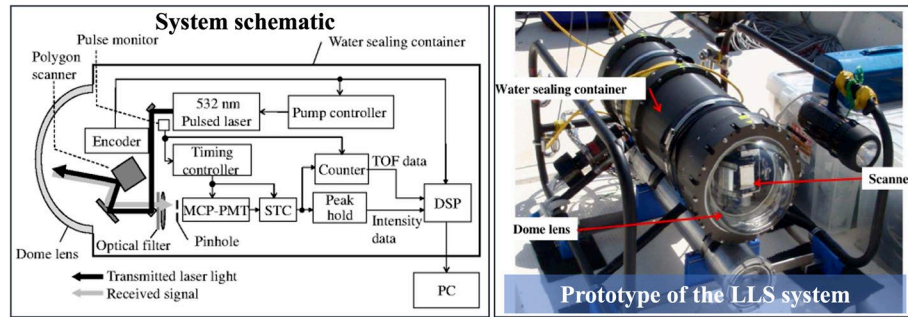 System schematic
Pulse monitor
Polygon
scanner
Water sealing container
532 nm
Pulsed laser
Pump controller
Encoder
Timing
controller
Counter
TOF data
MCP-PMT
STC
Peak
hold
Intensity
data
DSP
Optical filter
Pinhole
Dome lens
Transmitted laser light
Received signal
PC
Water sealing container
Scanne
Dome lens
Prototype of the LLS system